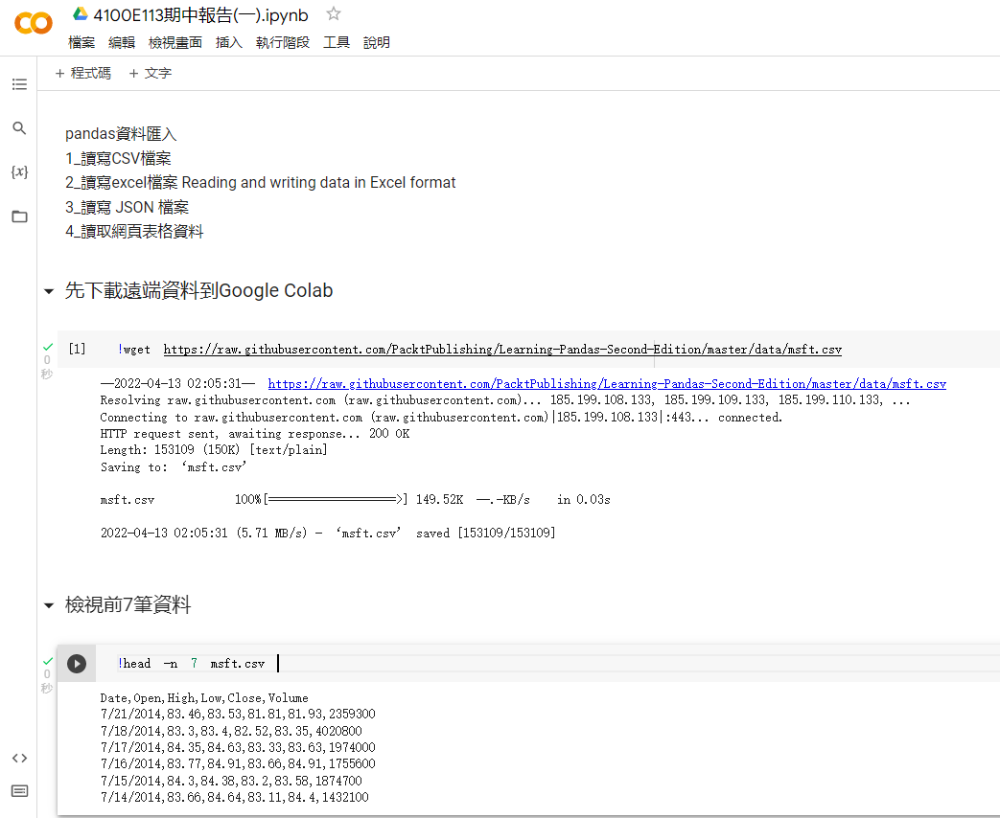 4100E113期中報告(一).ipynb
檔案 編輯 檢視畫面 插入 執行階段 工具 說明
+ 程式碼 + 文字
{x}
pandas資料匯入
1_讀寫CSV檔案
2_讀寫excel檔案 Reading and writing data in Excel format
3_讀寫 JSON 檔案
4_讀取網頁表格資料
先下載遠端資料到Google Colab
[1] !wget https://raw.githubusercontent.com/PacktPublishing/Learning-Pandas-Second-Edition/master/data/msft.csv
0
秒
--2022-04-13 02:05:31-- https://raw.githubusercontent.com/PacktPublishing/Learning-Pandas-Second-Edition/master/data/msft.csv
Resolving raw.githubusercontent.com (raw.githubusercontent.com)... 185.199.108.133, 185.199.109.133, 185.199.110.133, ...
Connecting to raw.githubusercontent.com (raw.githubusercontent.com)|185.199.108.133|:443... connected.
HTTP request sent, awaiting response... 200 OK
Length: 153109 (150K) [text/plain]
Saving to: ‘msft.csv’
msft.csv 100%[===================>] 149.52K --.-KB/s in 0.03s
2022-04-13 02:05:31 (5.71 MB/s) - ‘msft.csv’ saved [153109/153109]
檢視前7筆資料
!head -n 7 msft.csv
0
秒
Date,Open,High,Low,Close,Volume
7/21/2014,83.46,83.53,81.81,81.93,2359300
7/18/2014,83.3,83.4,82.52,83.35,4020800
7/17/2014,84.35,84.63,83.33,83.63,1974000
7/16/2014,83.77,84.91,83.66,84.91,1755600
7/15/2014,84.3,84.38,83.2,83.58,1874700
7/14/2014,83.66,84.64,83.11,84.4,1432100